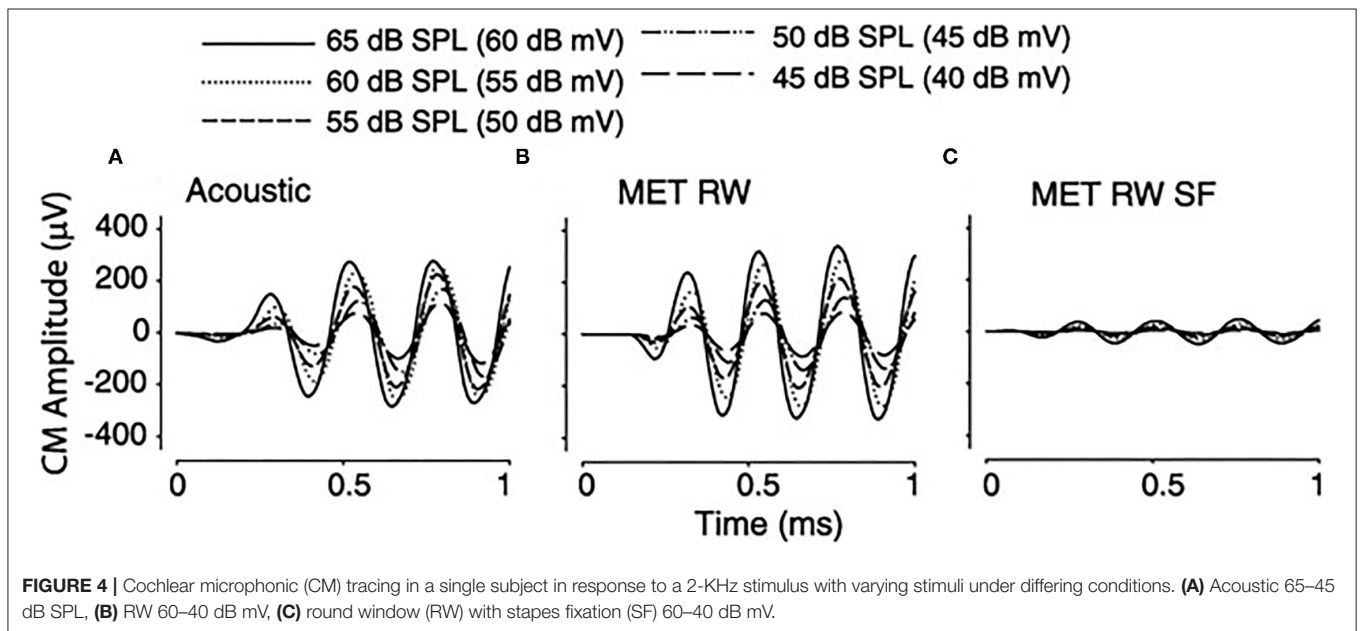 65 dB SPL (60 dB mV)
60 dB SPL (55 dB mV)
55 dB SPL (50 dB mV)
50 dB SPL (45 dB mV)
45 dB SPL (40 dB mV)
A
B
C
Acoustic
MET RW
MET RW SF
CM Amplitude (µV)
400
200
0
-200
-400
0 0.5 1
0 0.5 1
0 0.5 1
Time (ms)
FIGURE 4 | Cochlear microphonic (CM) tracing in a single subject in response to a 2-KHz stimulus with varying stimuli under differing conditions. (A) Acoustic 65–45
dB SPL, (B) RW 60–40 dB mV, (C) round window (RW) with stapes fixation (SF) 60–40 dB mV.